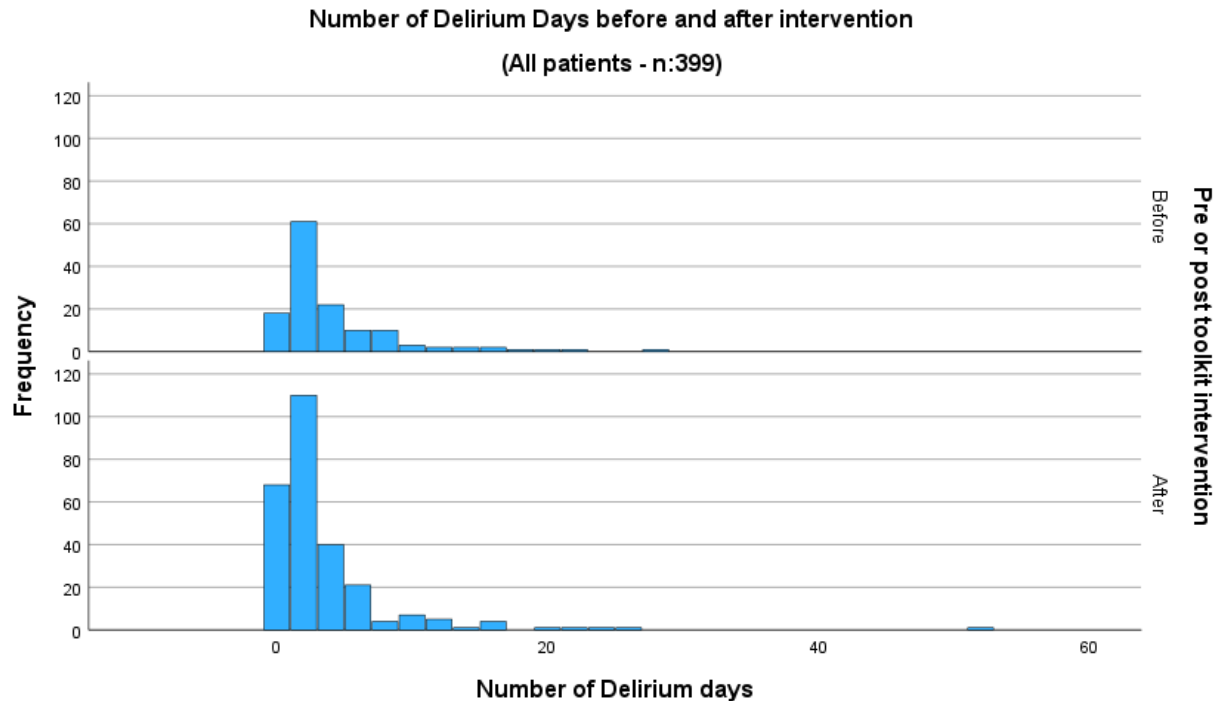 Number of Delirium Days before and after intervention
(All patients - n:399)
120
100
80
60
40
20
0
Before
120
100
80
60
40
20
0
After
Frequency
Pre or post toolkit intervention
0
20
40
60
Number of Delirium days